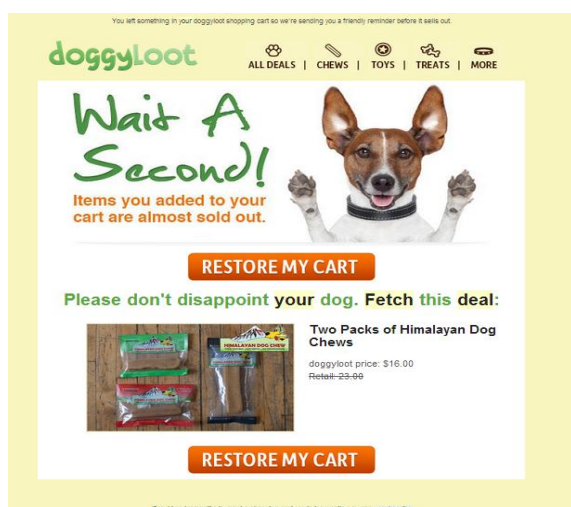 You left something in your doggyloot shopping cart so we're sending you a friendly reminder before it sells out.
doggyloot
ALL DEALS | CHEWS | TOYS | TREATS | MORE
Wait A
Second!
Items you added to your
cart are almost sold out.
RESTORE MY CART
Please don't disappoint your dog. Fetch this deal:
HIMALAYAN DOG CHEW
Two Packs of Himalayan Dog
Chews
doggyloot price: $16.00
Retail: 23.00
RESTORE MY CART